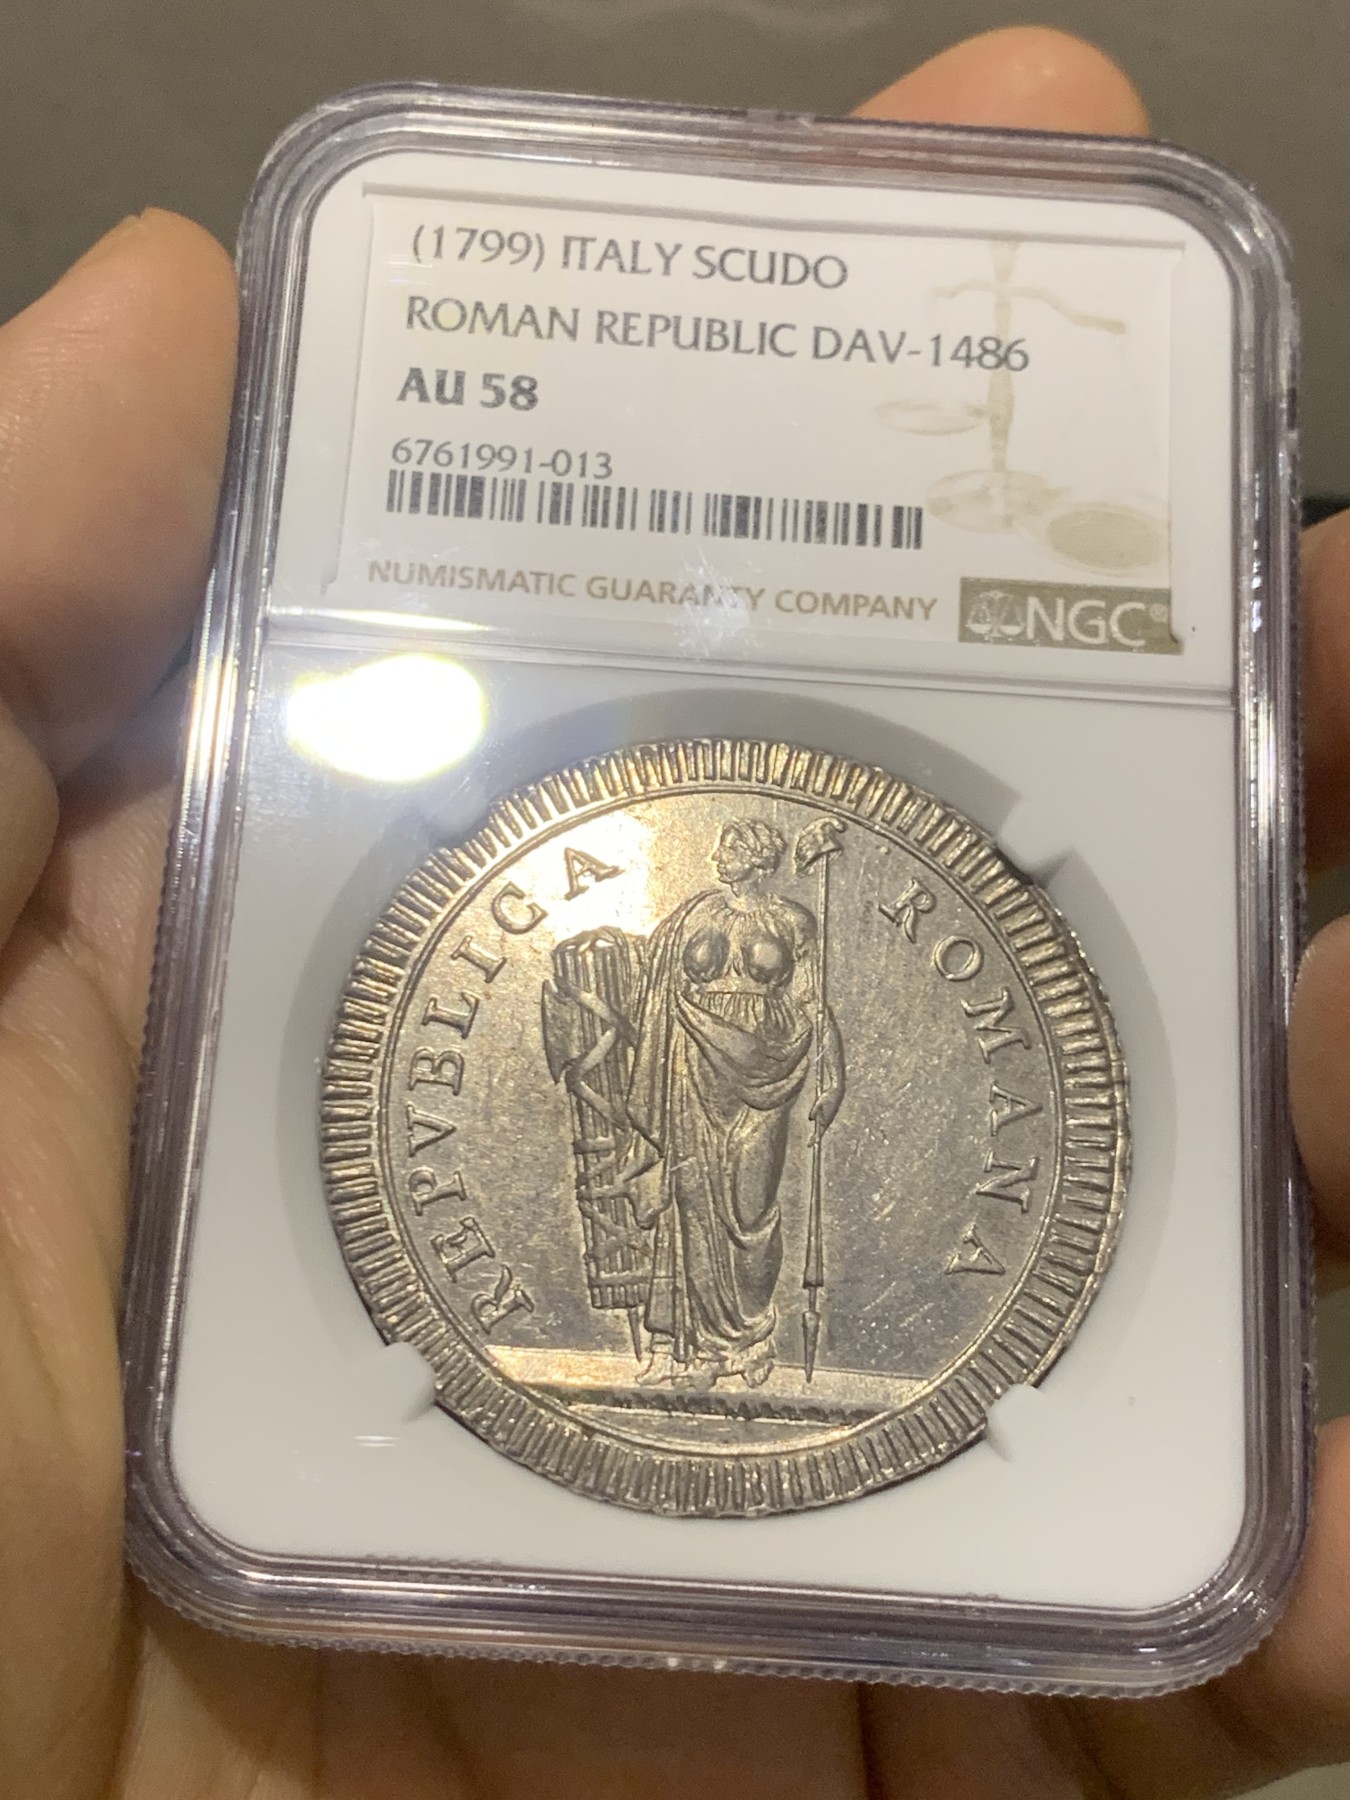 (1799) ITALY SCUDO
ROMAN REPUBLIC DAV-1486
AU 58
6761991-013
NUMISMATIC GUARANTY COMPANY
NGC®
REPVBLICA ROMANA